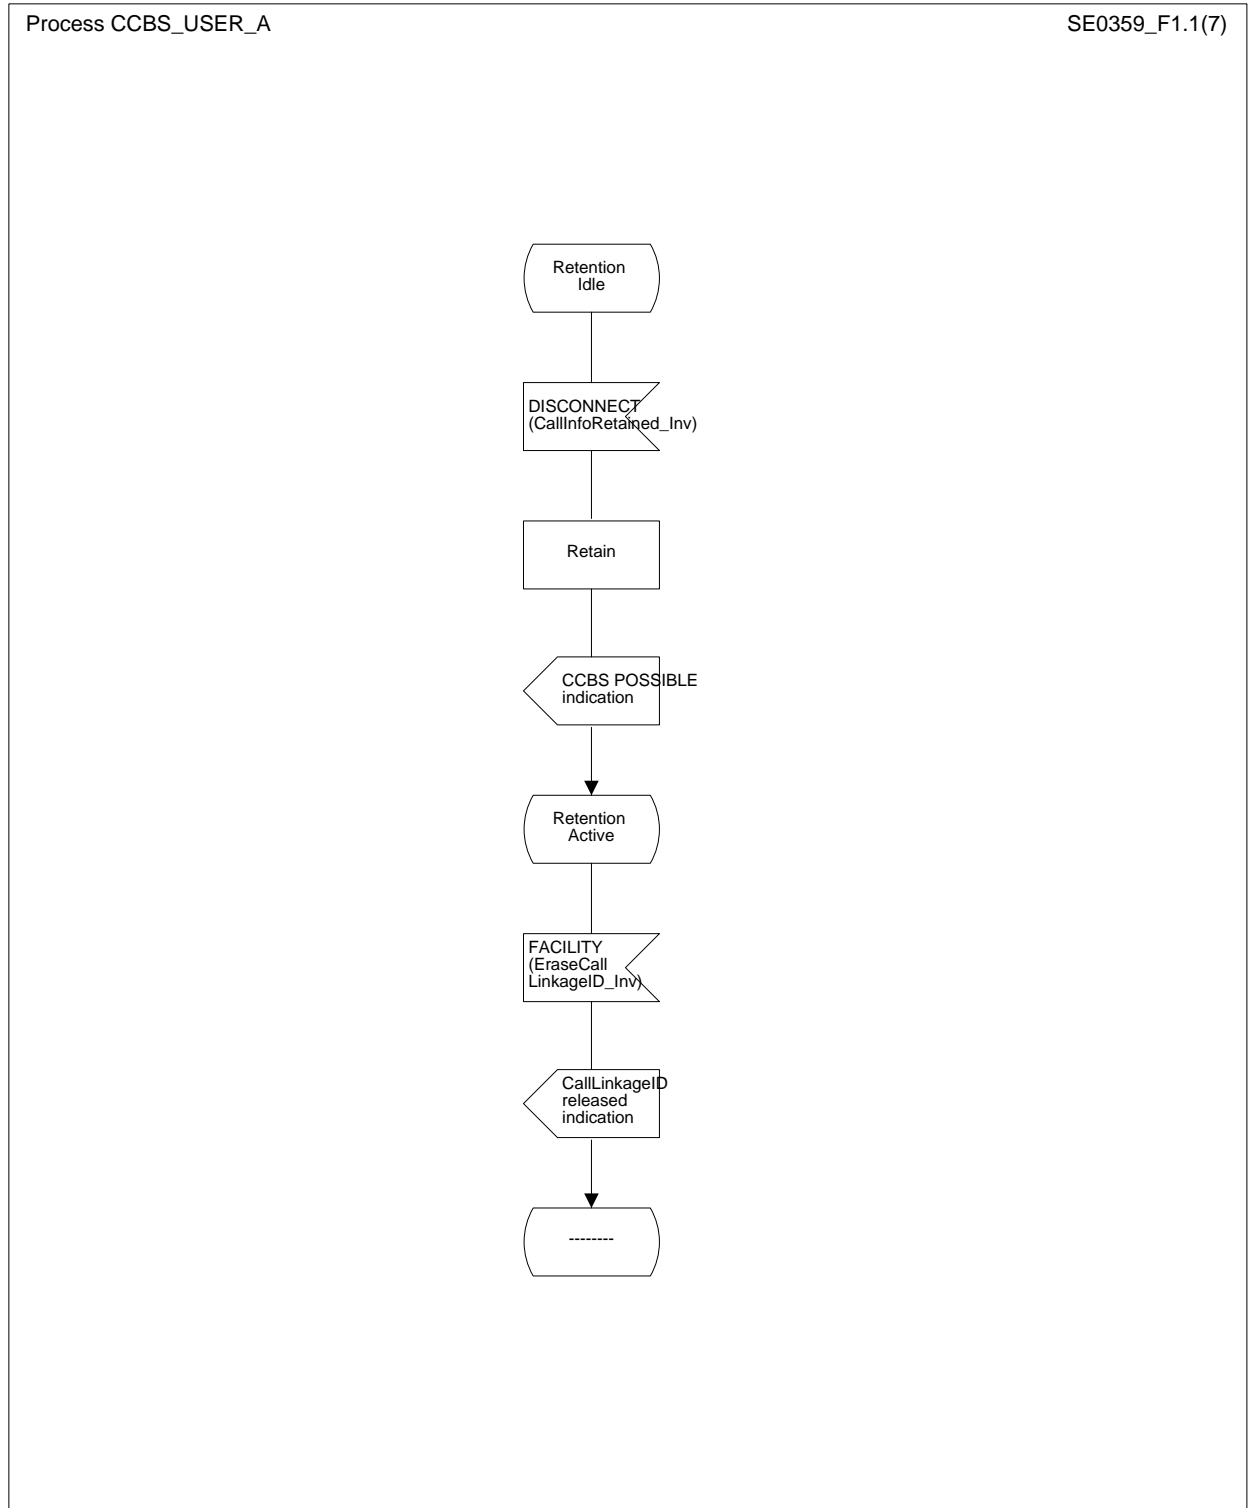 Process CCBS_USER_A
SE0359_F1.1(7)
Retention
Idle
DISCONNECT
(CallInfoRetained_Inv)
Retain
CCBS POSSIBLE
indication
Retention
Active
FACILITY
(EraseCall
LinkageID_Inv)
CallLinkageID
released
indication
--------